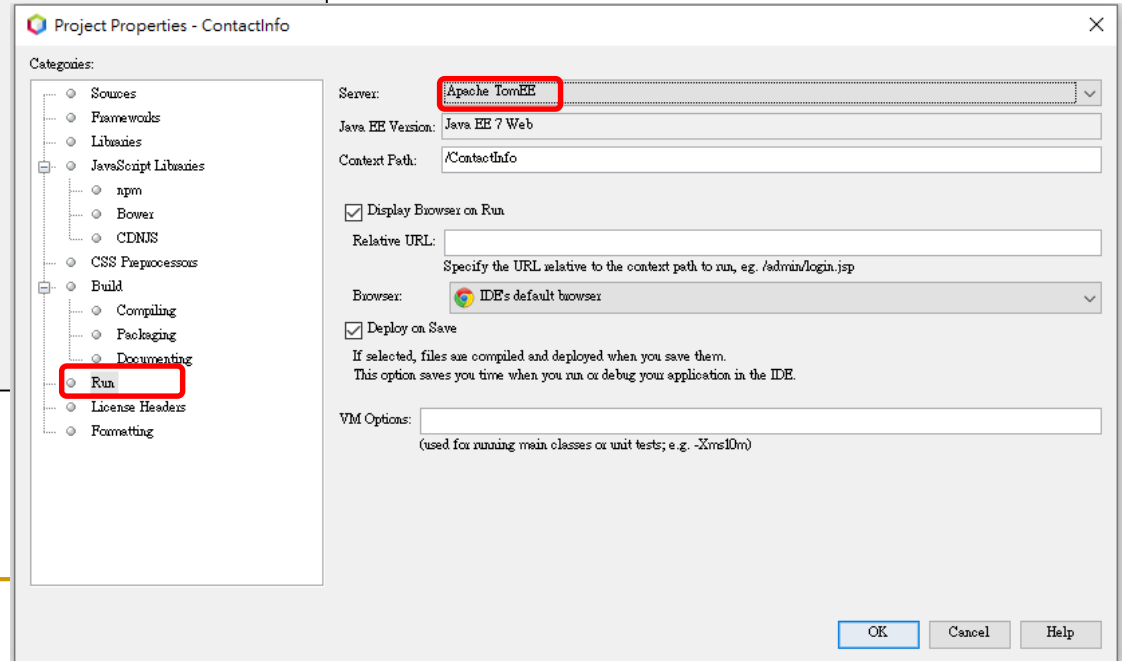 Project Properties - ContactInfo
Categories:
Sources
Frameworks
Libraries
JavaScript Libraries
npm
Bower
CDNJS
CSS Preprocessors
Build
Compiling
Packaging
Documenting
Run
License Headers
Formatting
Server: Apache TomEE
Java EE Version: Java EE 7 Web
Context Path: /ContactInfo
Display Browser on Run
Relative URL:
Specify the URL relative to the context path to run, eg. /admin/login.jsp
Browser: IDE's default browser
Deploy on Save
If selected, files are compiled and deployed when you save them.
This option saves you time when you run or debug your application in the IDE.
VM Options:
(used for running main classes or unit tests; e.g. -Xms10m)
OK Cancel Help